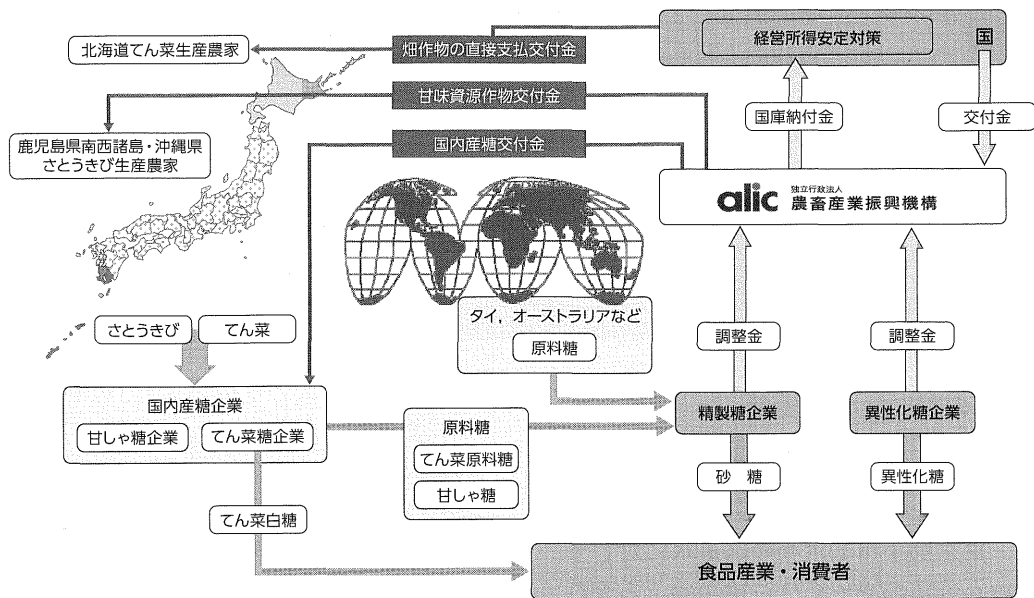 北海道てん菜生産農家
畑作物の直接支払交付金
経営所得安定対策
国
甘味資源作物交付金
国庫納付金
交付金
鹿児島県南西諸島・沖縄県
さとうきび生産農家
国内産糖交付金
alic
独立行政法人
農畜産業振興機構
タイ,オーストラリアなど
原料糖
さとうきび
てん菜
調整金
調整金
国内産糖企業
甘しゃ糖企業
てん菜糖企業
原料糖
てん菜原料糖
甘しゃ糖
精製糖企業
異性化糖企業
砂 糖
異性化糖
てん菜白糖
食品産業・消費者